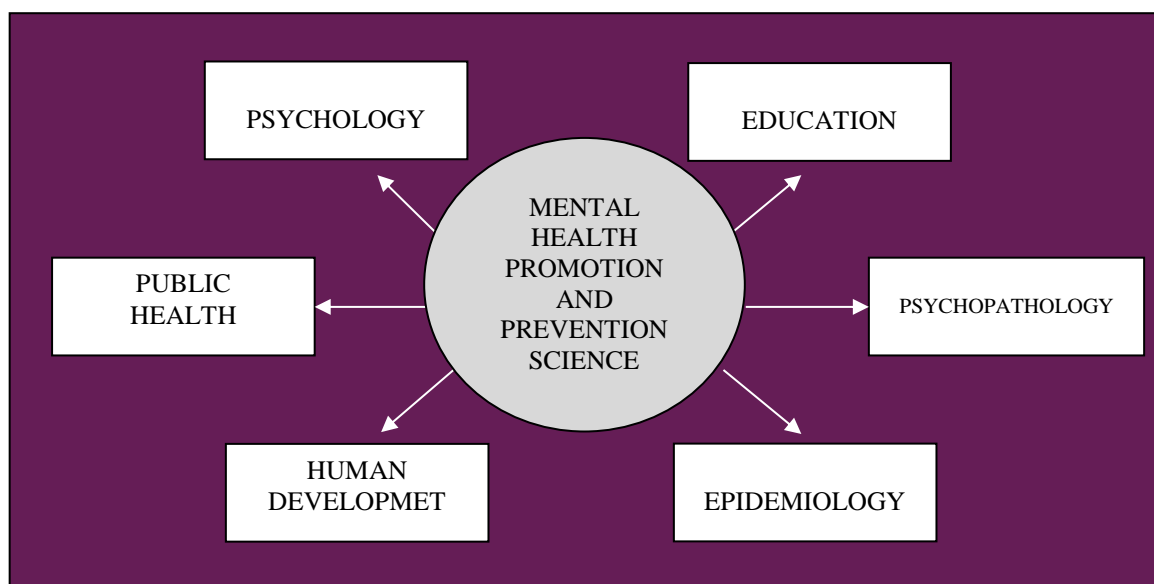 PSYCHOLOGY
EDUCATION
MENTAL
HEALTH
PROMOTION
AND
PREVENTION
SCIENCE
PUBLIC
HEALTH
PSYCHOPATHOLOGY
HUMAN
DEVELOPMET
EPIDEMIOLOGY